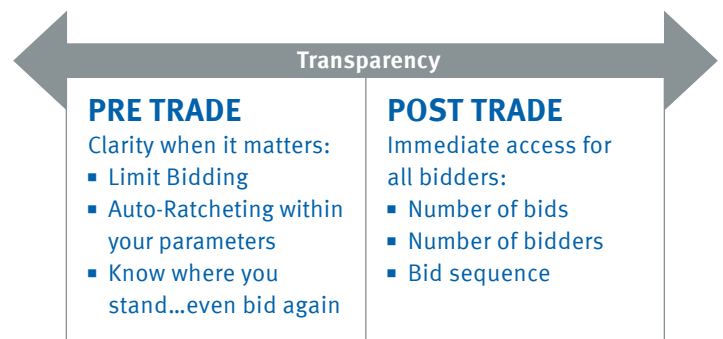 Transparency
PRE TRADE
Clarity when it matters:
▪ Limit Bidding
▪ Auto-Ratcheting within
your parameters
▪ Know where you
stand...even bid again
POST TRADE
Immediate access for
all bidders:
▪ Number of bids
▪ Number of bidders
▪ Bid sequence